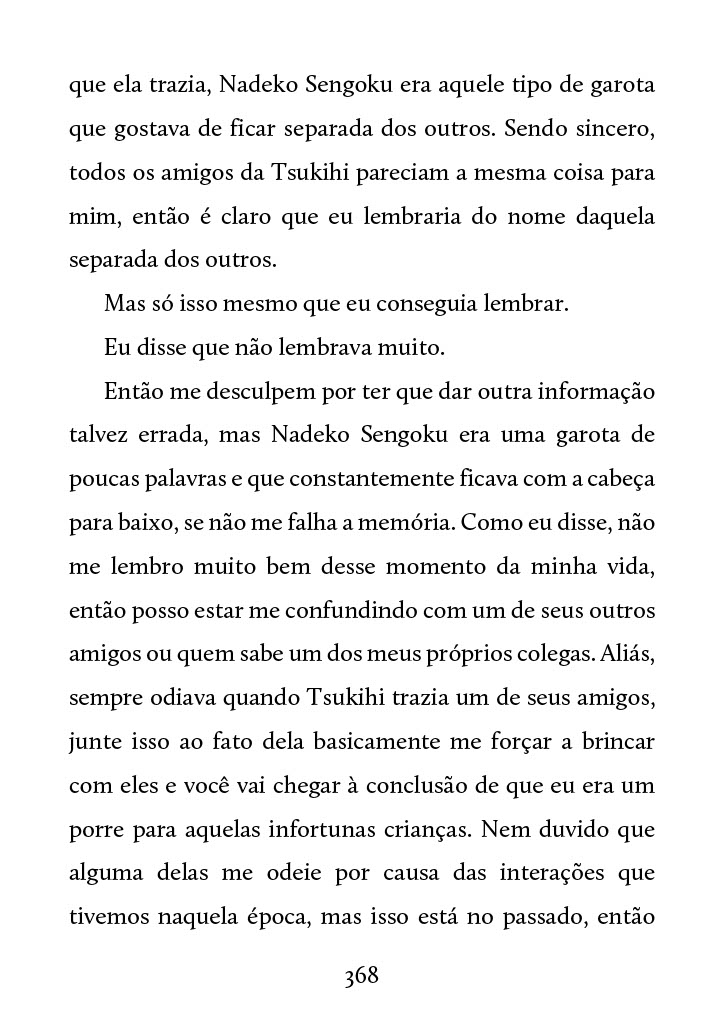 que ela trazia, Nadeko Sengoku era aquele tipo de garota
que gostava de ficar separada dos outros. Sendo sincero,
todos os amigos da Tsukihi pareciam a mesma coisa para
mim, então é claro que eu lembraria do nome daquela
separada dos outros.
Mas só isso mesmo que eu conseguia lembrar.
Eu disse que não lembrava muito.
Então me desculpem por ter que dar outra informação
talvez errada, mas Nadeko Sengoku era uma garota de
poucas palavras e que constantemente ficava com a cabeça
para baixo, se não me falha a memória. Como eu disse, não
me lembro muito bem desse momento da minha vida,
então posso estar me confundindo com um de seus outros
amigos ou quem sabe um dos meus próprios colegas. Aliás,
sempre odiava quando Tsukihi trazia um de seus amigos,
junte isso ao fato dela basicamente me forçar a brincar
com eles e você vai chegar à conclusão de que eu era um
porre para aquelas infortunas crianças. Nem duvido que
alguma delas me odeie por causa das interações que
tivemos naquela época, mas isso está no passado, então
368